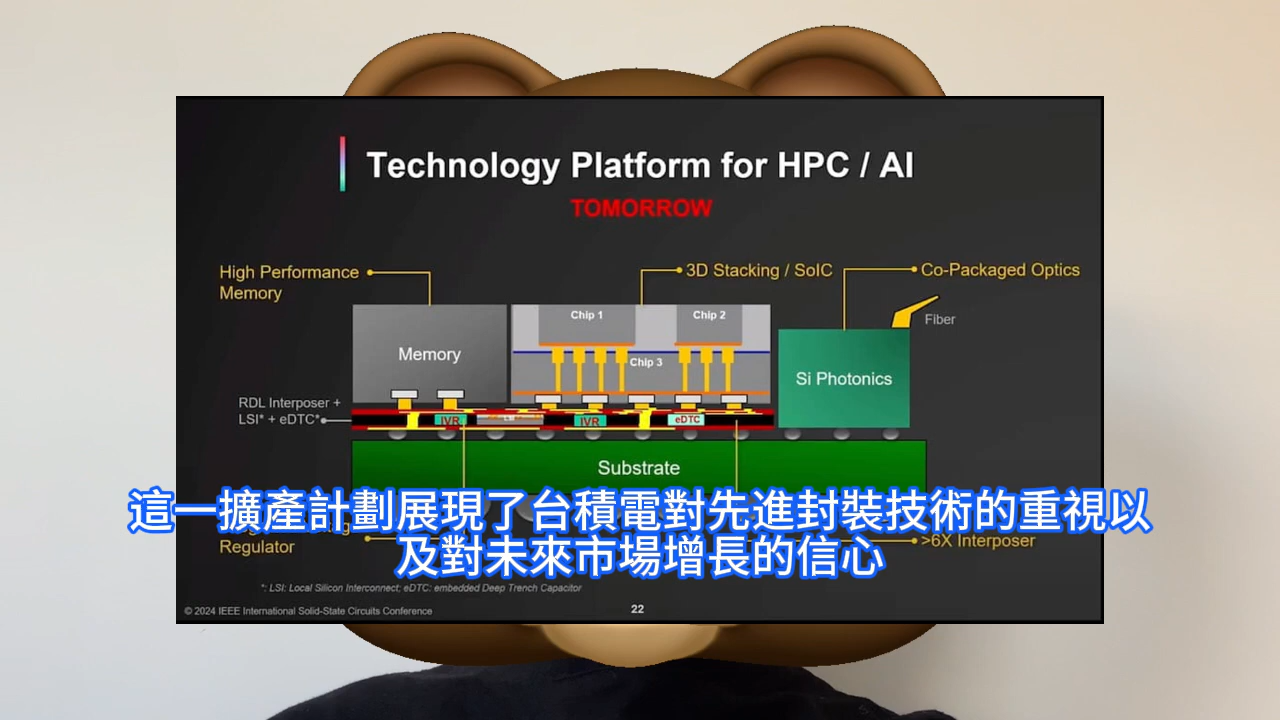 Technology Platform for HPC / AI
TOMORROW
High Performance
Memory
3D Stacking / SoIC
Co-Packaged Optics
Fiber
Chip 1
Chip 2
Chip 3
Memory
Si Photonics
RDL Interposer +
LSI* + eDTC*
IVR
IVR
eDTC
Substrate
這一擴產計劃展現了台積電對先進封裝技術的重視以
及對未來市場增長的信心
Regulator
>6X Interposer
*: LSI: Local Silicon Interconnect; eDTC: embedded Deep Trench Capacitor
© 2024 IEEE International Solid-State Circuits Conference
22